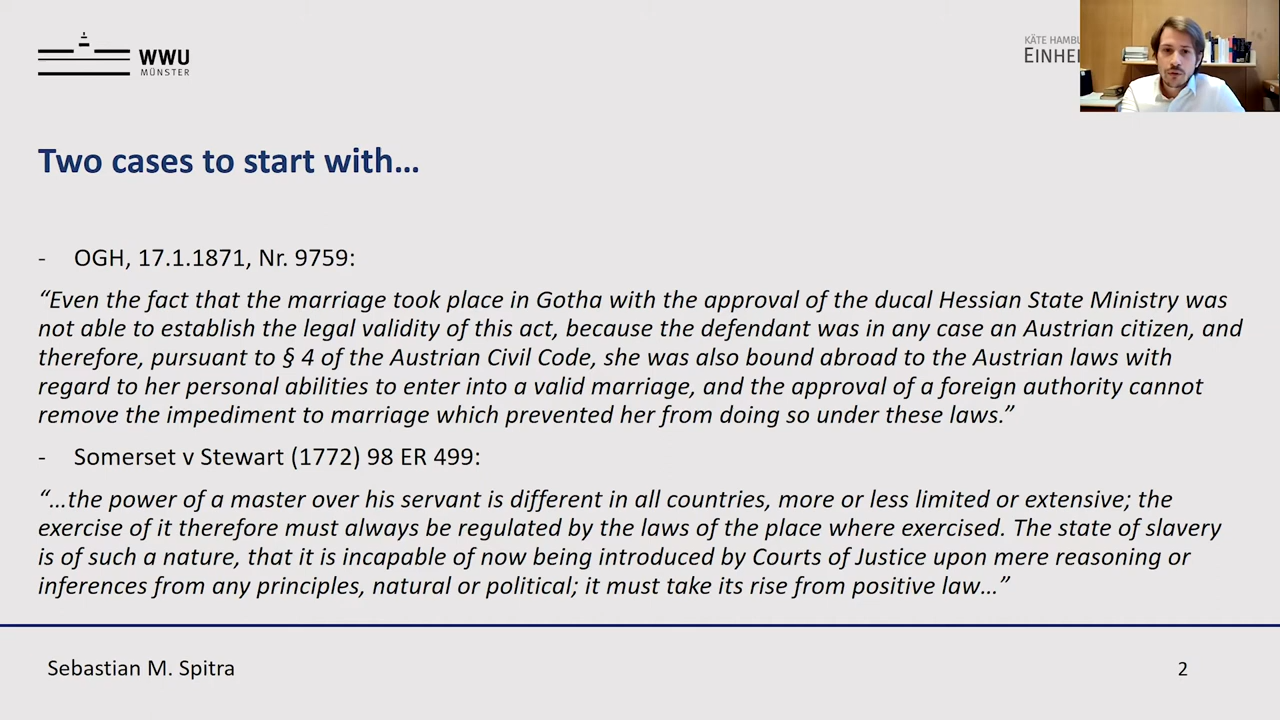 WWU
MÜNSTER
KÄTE HAMBU
EINHEI
Two cases to start with…
- OGH, 17.1.1871, Nr. 9759:
“Even the fact that the marriage took place in Gotha with the approval of the ducal Hessian State Ministry was
not able to establish the legal validity of this act, because the defendant was in any case an Austrian citizen, and
therefore, pursuant to § 4 of the Austrian Civil Code, she was also bound abroad to the Austrian laws with
regard to her personal abilities to enter into a valid marriage, and the approval of a foreign authority cannot
remove the impediment to marriage which prevented her from doing so under these laws.”
- Somerset v Stewart (1772) 98 ER 499:
“…the power of a master over his servant is different in all countries, more or less limited or extensive; the
exercise of it therefore must always be regulated by the laws of the place where exercised. The state of slavery
is of such a nature, that it is incapable of now being introduced by Courts of Justice upon mere reasoning or
inferences from any principles, natural or political; it must take its rise from positive law…”
Sebastian M. Spitra
2